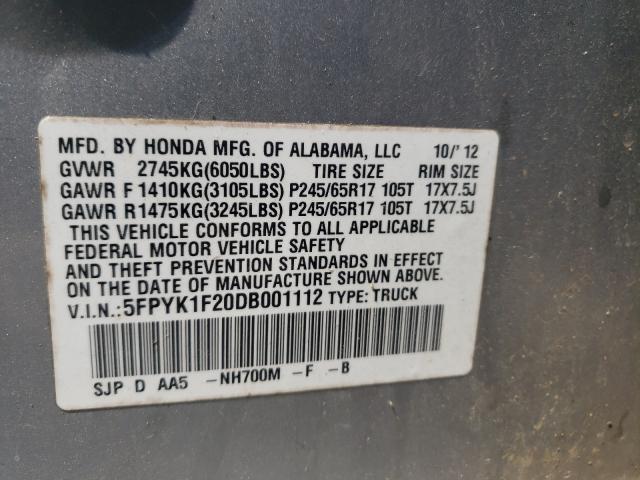 MFD. BY HONDA MFG. OF ALABAMA, LLC 10/'12
GVWR 2745KG(6050LBS) TIRE SIZE RIM SIZE
GAWR F1410KG(3105LBS) P245/65R17 105T 17X7.5J
GAWR R1475KG(3245LBS) P245/65R17 105T 17X7.5J
THIS VEHICLE CONFORMS TO ALL APPLICABLE
FEDERAL MOTOR VEHICLE SAFETY
AND THEFT PREVENTION STANDARDS IN EFFECT
ON THE DATE OF MANUFACTURE SHOWN ABOVE.
V.I.N.:5FPYK1F20DB001112 TYPE: TRUCK
SJP D AA5 -NH700M -F -B